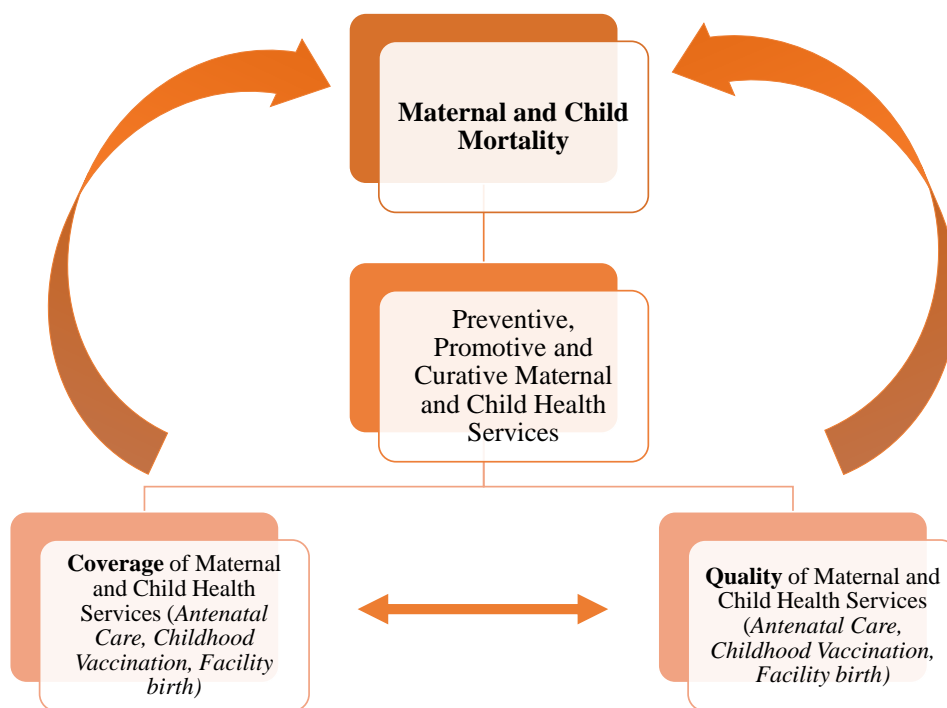 Maternal and Child
Mortality
Preventive,
Promotive and
Curative Maternal
and Child Health
Services
Coverage of Maternal
and Child Health
Services (Antenatal
Care, Childhood
Vaccination, Facility
birth)
Quality of Maternal and
Child Health Services
(Antenatal Care,
Childhood Vaccination,
Facility birth)